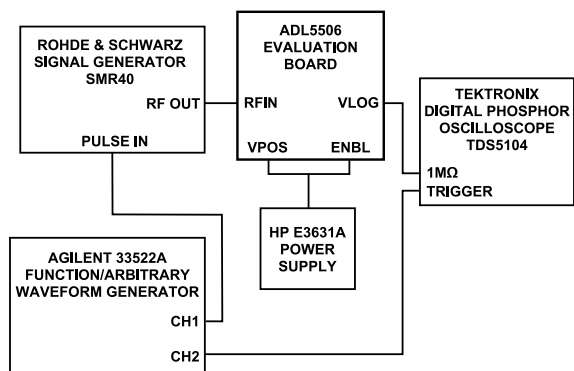 ROHDE & SCHWARZ
SIGNAL GENERATOR
SMR40
RF OUT
PULSE IN
ADL5506
EVALUATION
BOARD
RFIN
VLOG
VPOS
ENBL
TEKTRONIX
DIGITAL PHOSPHOR
OSCILLOSCOPE
TDS5104
1MΩ
TRIGGER
HP E3631A
POWER
SUPPLY
AGILENT 33522A
FUNCTION/ARBITRARY
WAVEFORM GENERATOR
CH1
CH2